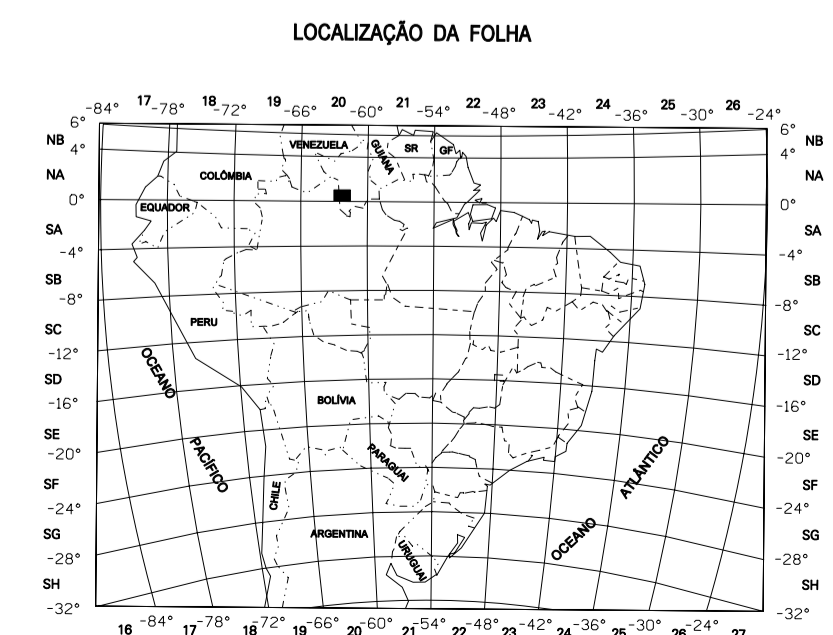 LOCALIZAÇÃO DA FOLHA
17 18 19 20 21 22 23 24 25 26
-84° -78° -72° -66° -60° -54° -48° -42° -36° -30° -24°
6° 6°
NB NB
4° 4°
VENEZUELA GUIANA SR GF
NA COLÔMBIA NA
0° EQUADOR 0°
SA SA
-4° -4°
SB SB
-8° -8°
PERU
SC SC
-12° -12°
OCEANO
SD SD
-16° BOLÍVIA -16°
SE SE
-20° PACÍFICO PARAGUAI ATLÂNTICO -20°
SF CHILE SF
-24° -24°
SG ARGENTINA OCEANO SG
-28° URUGUAI -28°
SH SH
-32° -32°
-84° -78° -72° -66° -60° -54° -48° -42° -36° -30° -24°
16 17 18 19 20 21 22 23 24 25 26 27